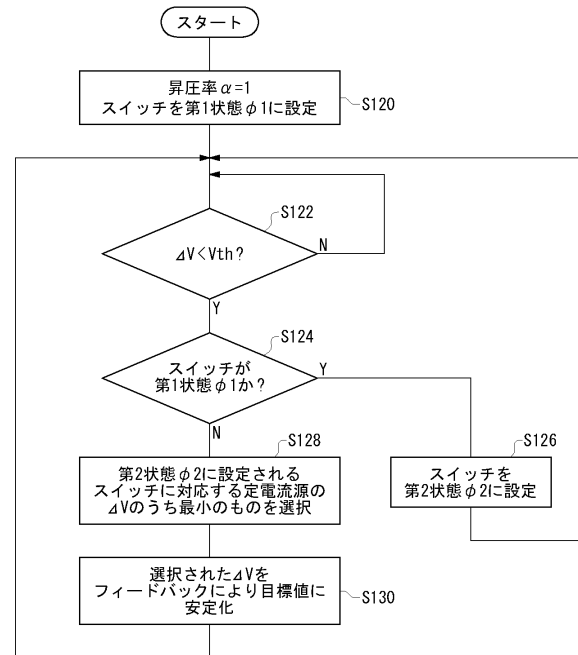 スタート
昇圧率α=1
スイッチを第1状態φ1に設定
S120
S122
ΔV<Vth?
N
Y
S124
スイッチが
第1状態φ1か?
Y
N
S128
第2状態φ2に設定される
スイッチに対応する定電流源の
ΔVのうち最小のものを選択
S126
スイッチを
第2状態φ2に設定
選択されたΔVを
フィードバックにより目標値に
安定化
S130